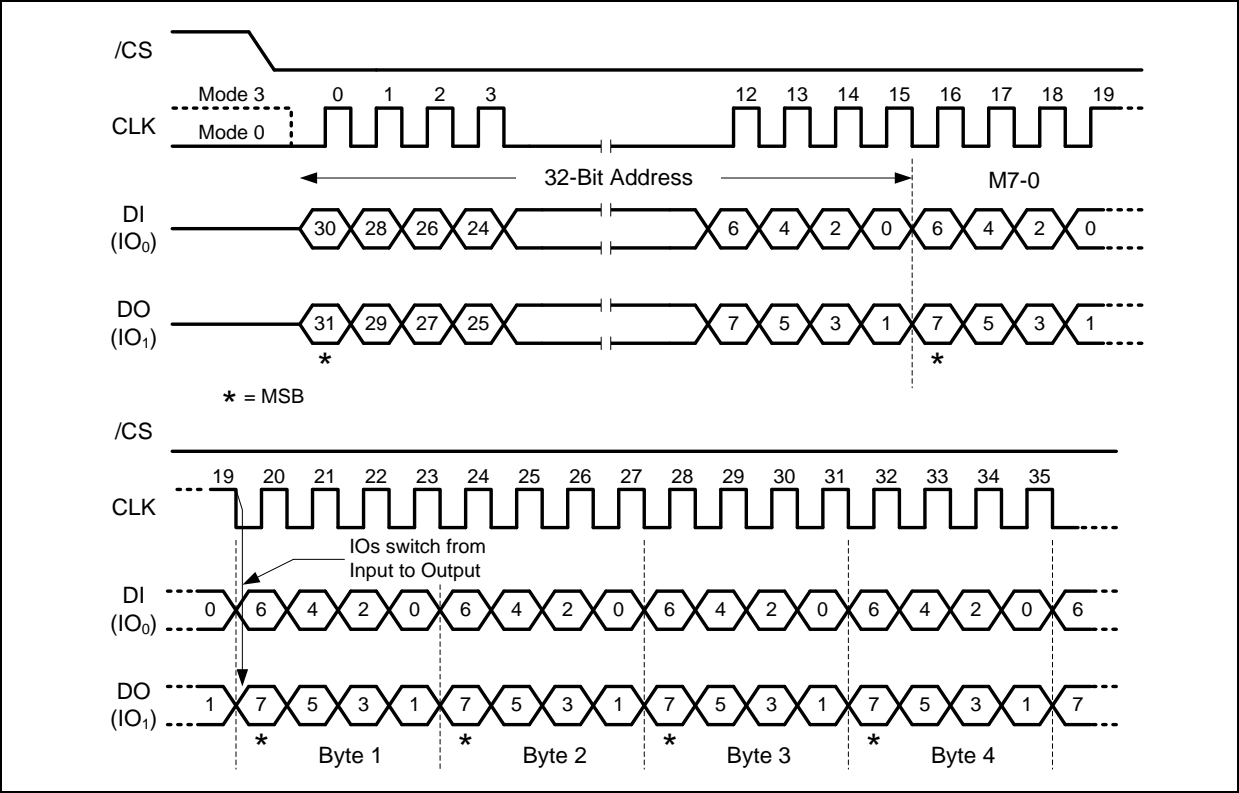 /CS
Mode 3 0 1 2 3 12 13 14 15 16 17 18 19
CLK
Mode 0
32-Bit Address M7-0
DI
(IO₀)
30 28 26 24 6 4 2 0 6 4 2 0
DO
(IO₁)
31 29 27 25 7 5 3 1 7 5 3 1
* *
* = MSB
/CS
19 20 21 22 23 24 25 26 27 28 29 30 31 32 33 34 35
CLK
IOs switch from
Input to Output
DI
(IO₀)
0 6 4 2 0 6 4 2 0 6 4 2 0 6 4 2 0 6
DO
(IO₁)
1 7 5 3 1 7 5 3 1 7 5 3 1 7 5 3 1 7
* * * *
Byte 1 Byte 2 Byte 3 Byte 4